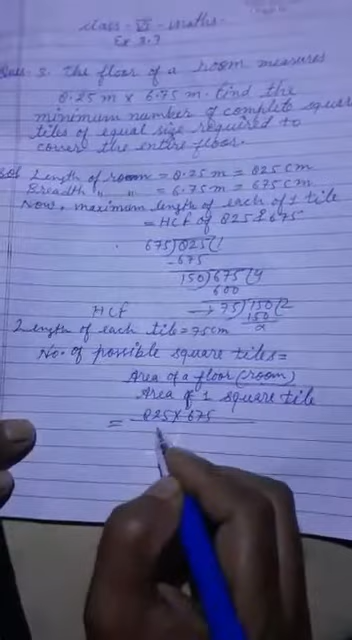 class - VI - maths.
Ex 3.7
Ques. 3. The floor of a room measures
8.25 m × 6.75 m. find the
minimum number of complete square
tiles of equal size required to
cover the entire floor.
Sol Length of room = 8.25 m = 825 cm
Breadth " " = 6.75 m = 675 cm
Now, maximum length of each of 1 tile
= HCF of 825 & 675
675)825(1
-675
150)675(4
600
HCF → 75)150(2
150
Length of each tile = 75 cm
No. of possible square tiles =
Area of a floor (room)
Area of 1 square tile
= 825 × 675